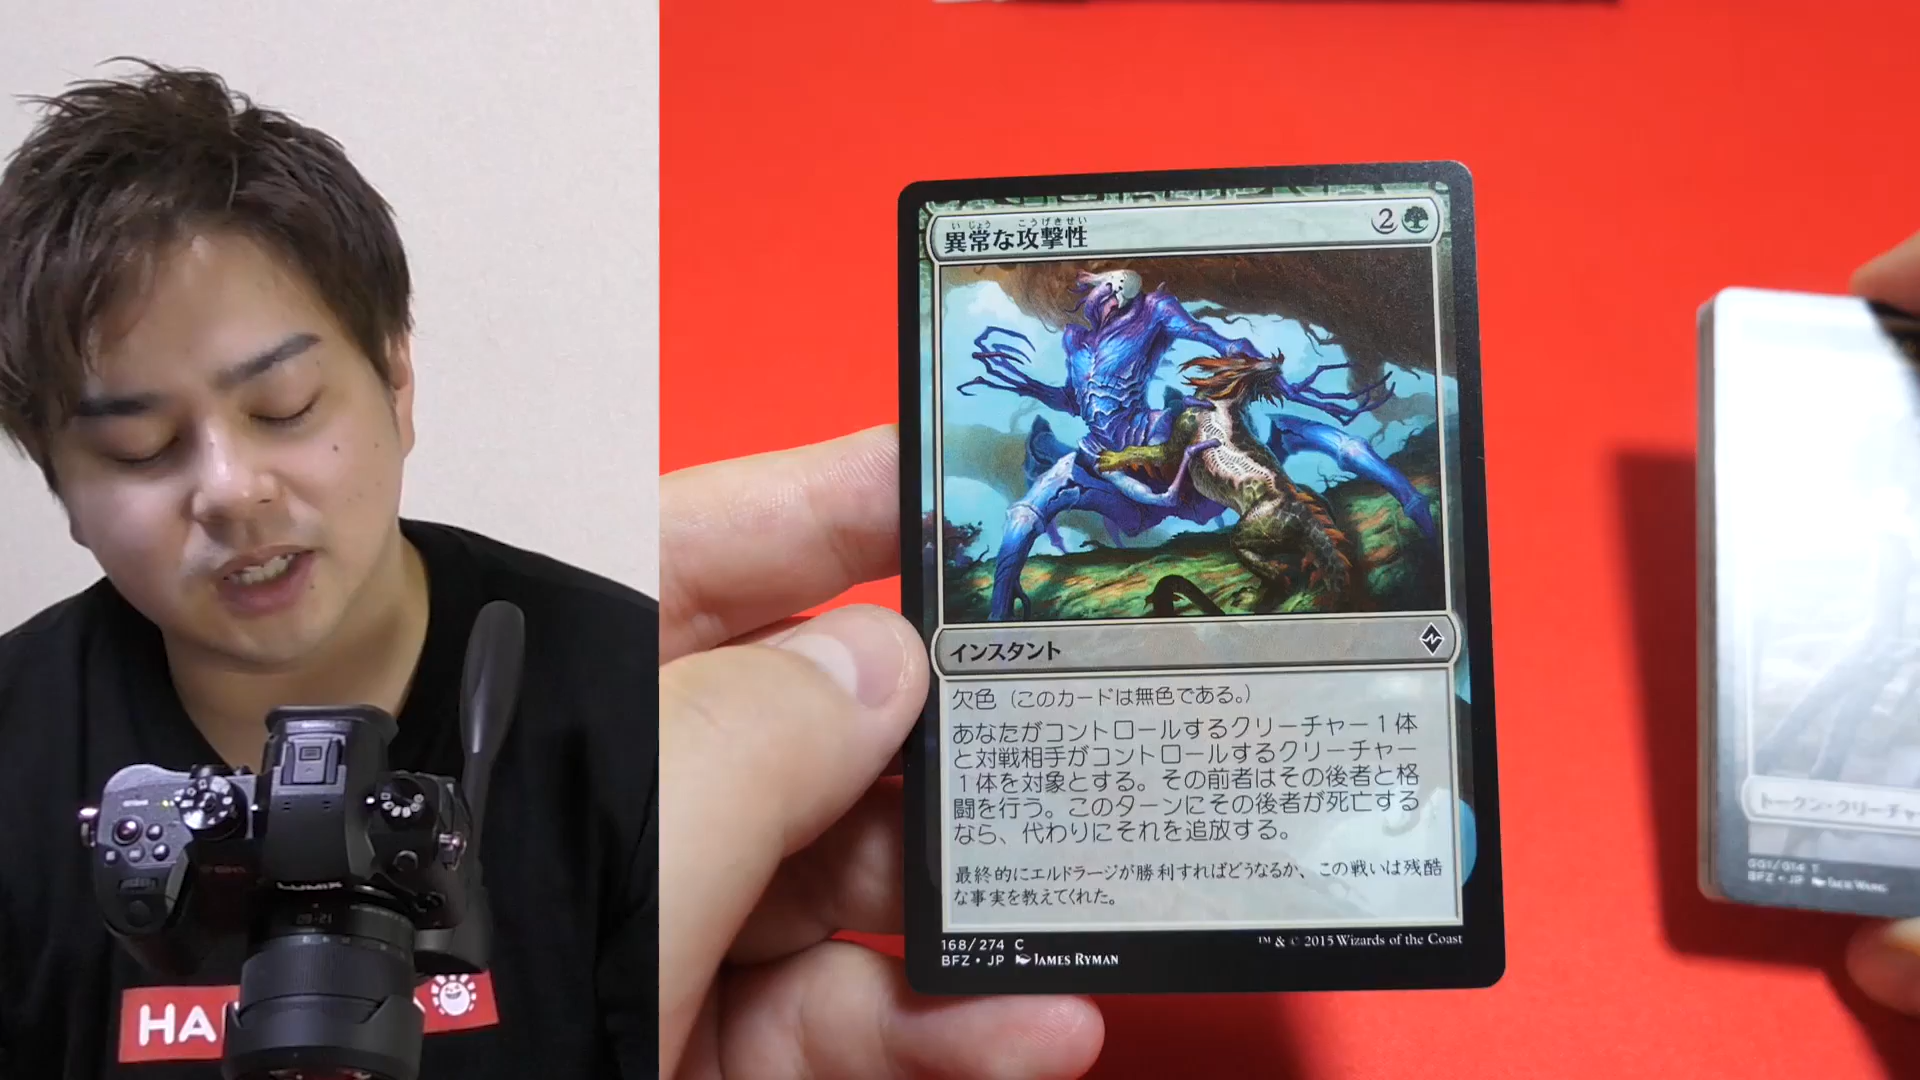 いじょう こうげきせい
異常な攻撃性
2
インスタント
欠色（このカードは無色である。）
あなたがコントロールするクリーチャー１体
と対戦相手がコントロールするクリーチャー
１体を対象とする。その前者はその後者と格
闘を行う。このターンにその後者が死亡する
なら、代わりにそれを追放する。
最終的にエルドラージが勝利すればどうなるか、この戦いは残酷
な事実を教えてくれた。
168/274 C
BFZ • JP JAMES RYMAN
™ & © 2015 Wizards of the Coast
トークン・クリーチャ
001/014 T
BFZ • JP JACK WANG
LUMIX
HA